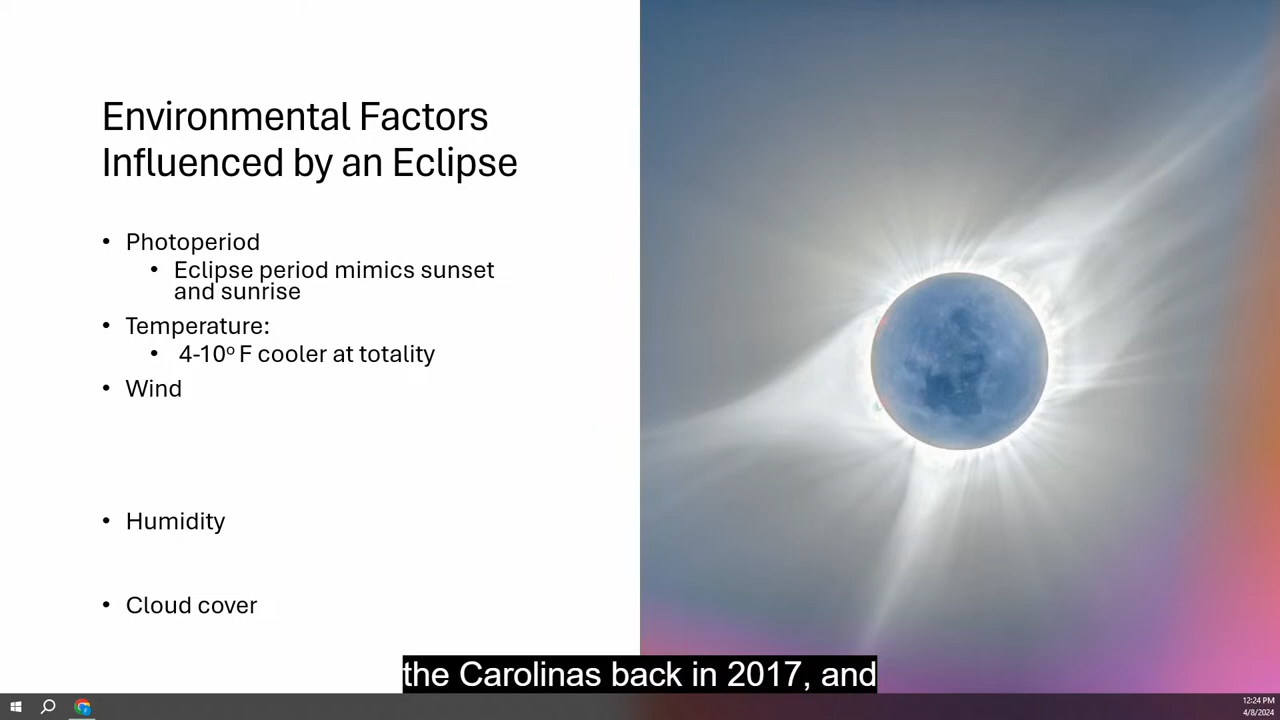 Environmental Factors
Influenced by an Eclipse
• Photoperiod
• Eclipse period mimics sunset
and sunrise
• Temperature:
• 4-10º F cooler at totality
• Wind
• Humidity
• Cloud cover
the Carolinas back in 2017, and
12:24 PM
4/8/2024